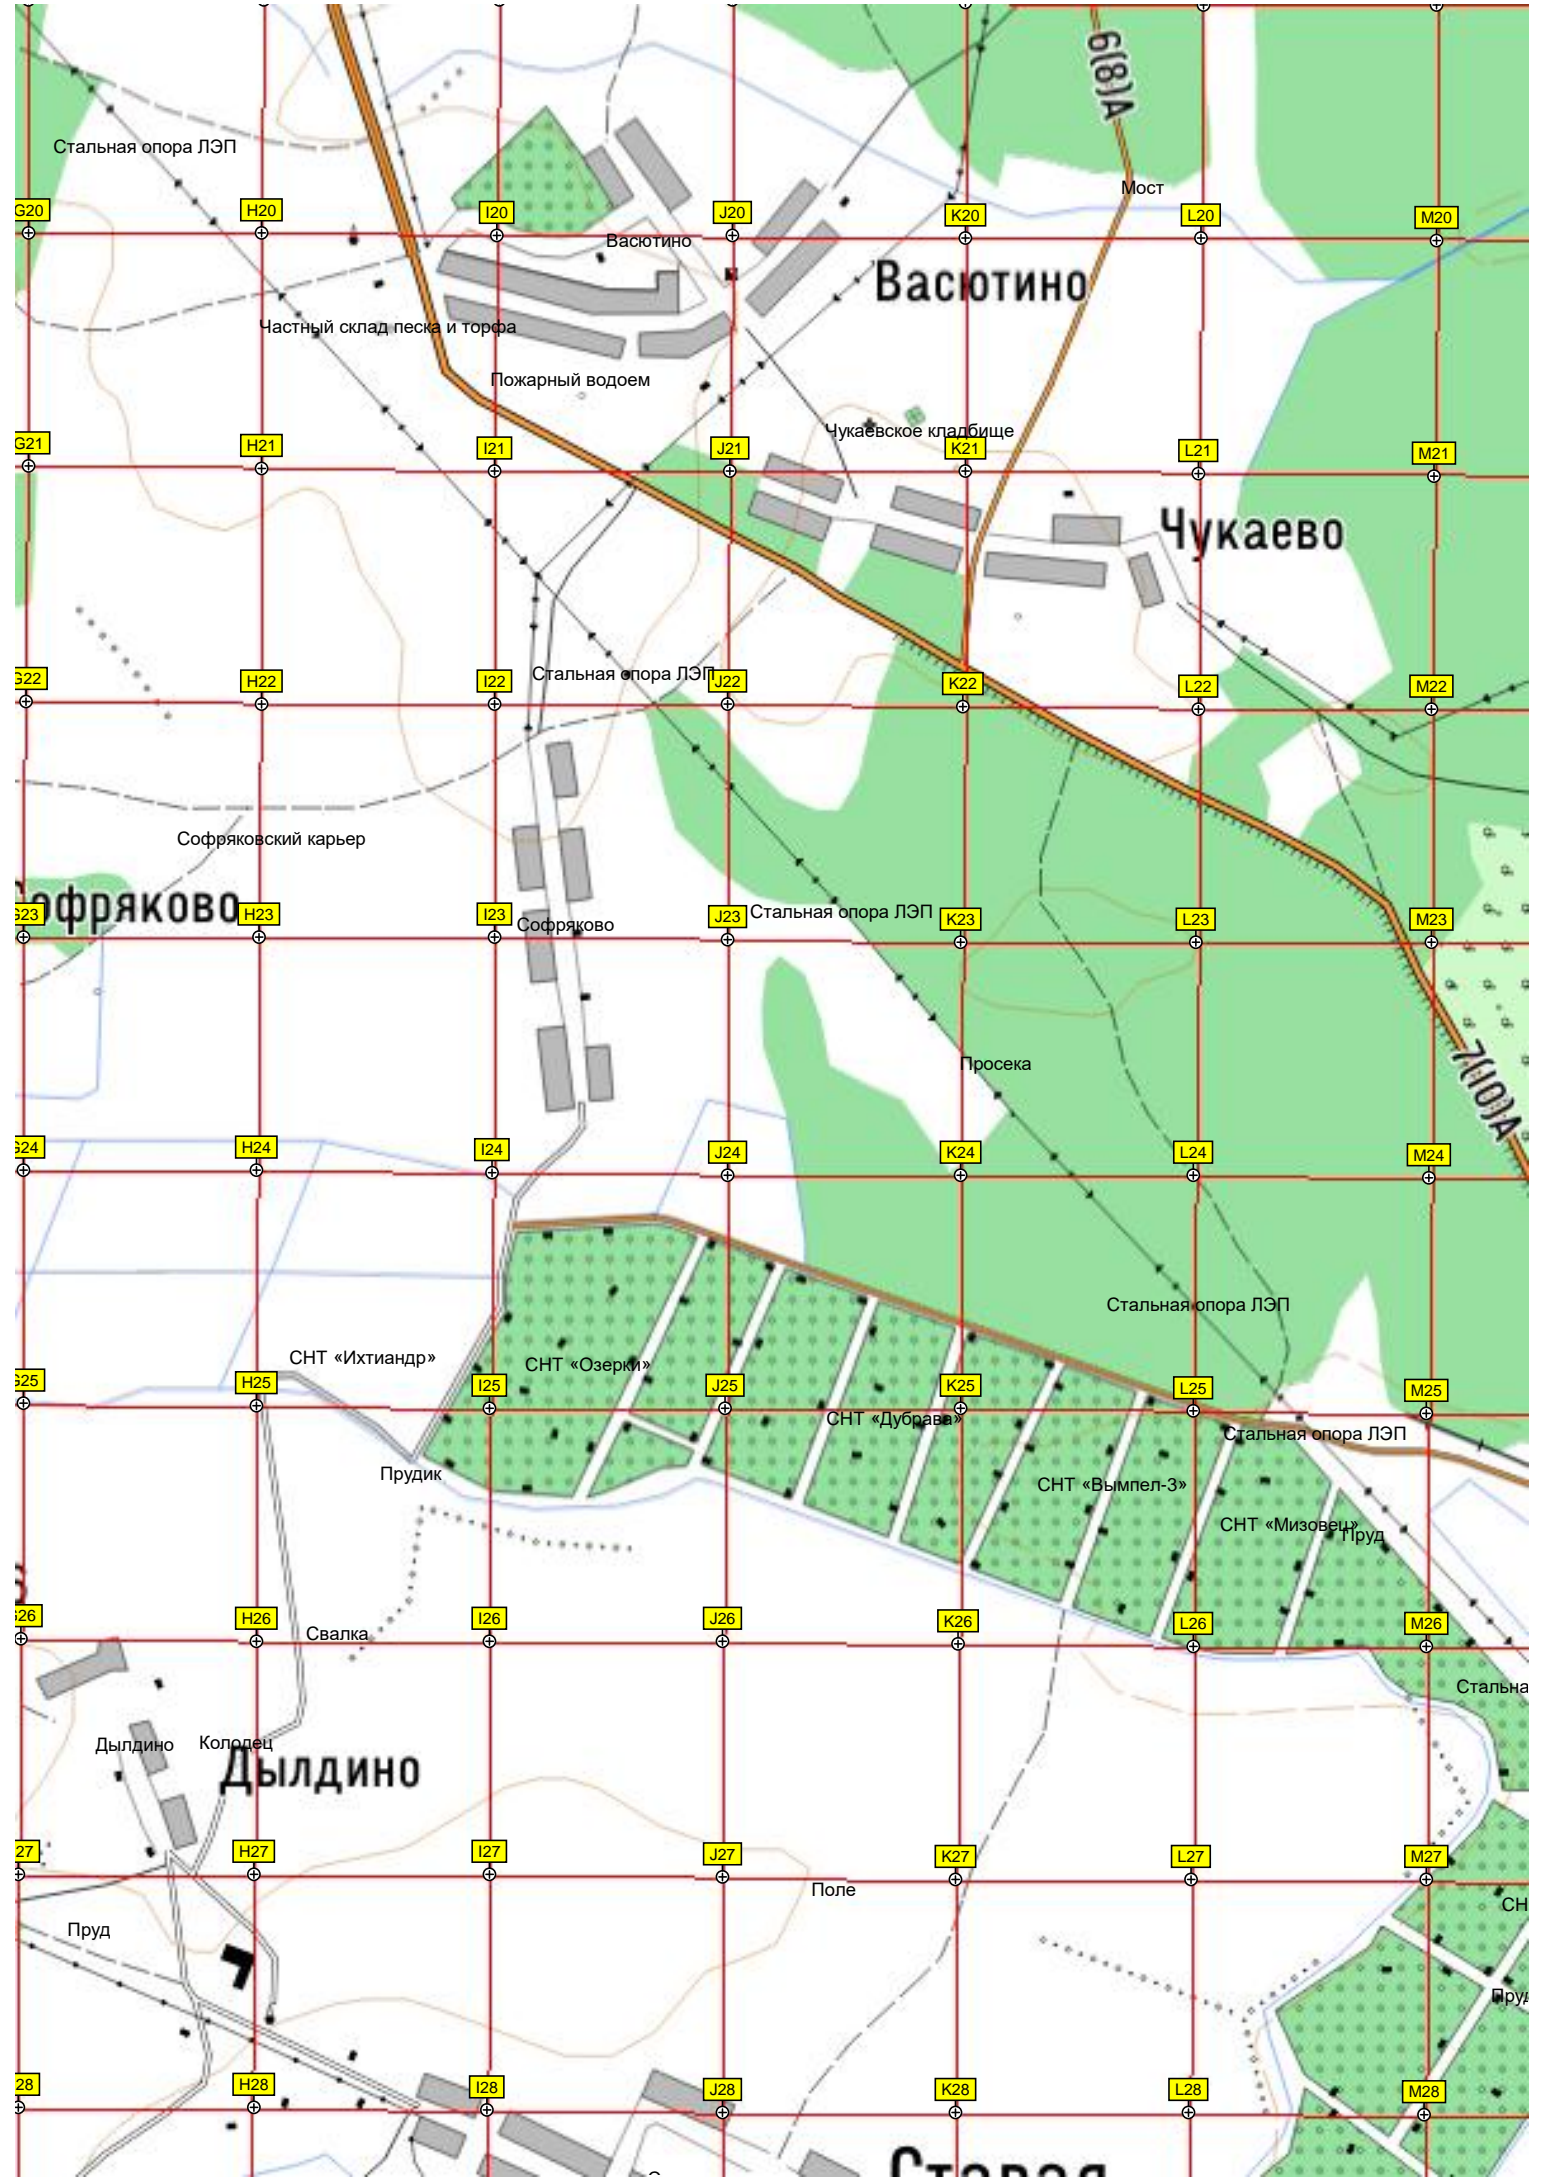 6(8)А
Стальная опора ЛЭП
Мост
G20 H20 I20 J20 K20 L20 M20
Васютино
Васютино
Частный склад песка и торфа
Пожарный водоем
Чукаевское кладбище
G21 H21 I21 J21 K21 L21 M21
Чукаево
Стальная опора ЛЭП
G22 H22 I22 J22 K22 L22 M22
Софряковский карьер
Софряково
G23 H23 I23 J23 K23 L23 M23
Стальная опора ЛЭП
Софряково
Просека
7(10)А
G24 H24 I24 J24 K24 L24 M24
Стальная опора ЛЭП
СНТ «Ихтиандр»
СНТ «Озерки»
G25 H25 I25 J25 K25 L25 M25
СНТ «Дубрава»
Стальная опора ЛЭП
Прудик
СНТ «Вымпел-3»
СНТ «Мизовец»
Пруд
G26 H26 I26 J26 K26 L26 M26
Свалка
Стальна
Дылдино
Колодец
Дылдино
27 H27 I27 J27 K27 L27 M27
Поле
СН
Пруд
Пруд
28 H28 I28 J28 K28 L28 M28
Старая